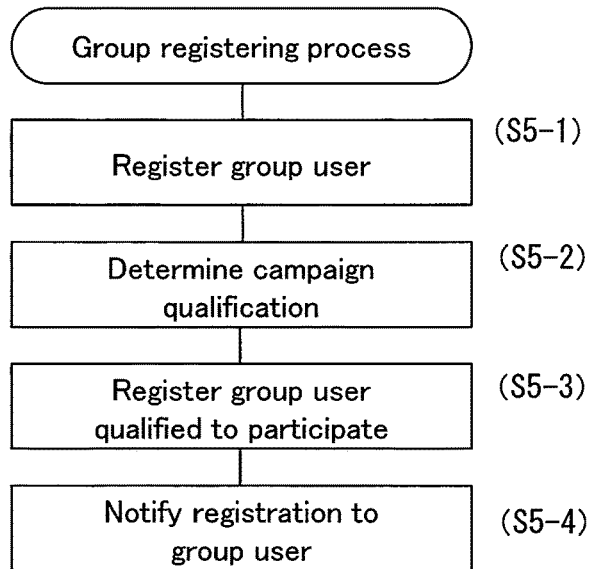 Group registering process
(S5-1)
Register group user
(S5-2)
Determine campaign
qualification
(S5-3)
Register group user
qualified to participate
(S5-4)
Notify registration to
group user